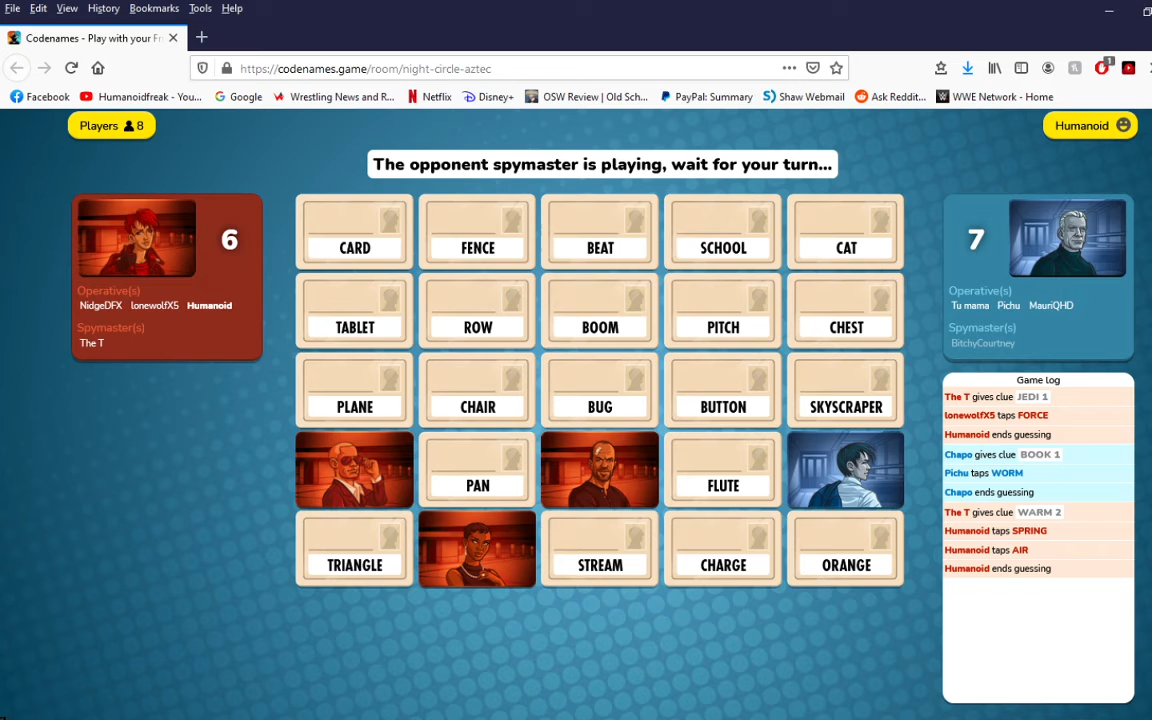 File Edit View History Bookmarks Tools Help
Codenames - Play with your Fr
https://codenames.game/room/night-circle-aztec
1
Facebook Humanoidfreak - You... Google Wrestling News and R... Netflix Disney+ OSW Review | Old Sch... PayPal: Summary Shaw Webmail Ask Reddit... WWE Network - Home
Players 8
Humanoid
The opponent spymaster is playing, wait for your turn...
6
Operative(s)
NidgeDFX lonewolfX5 Humanoid
Spymaster(s)
The T
CARD FENCE BEAT SCHOOL CAT
TABLET ROW BOOM PITCH CHEST
PLANE CHAIR BUG BUTTON SKYSCRAPER
PAN FLUTE
TRIANGLE STREAM CHARGE ORANGE
7
Operative(s)
Tu mama Pichu MauriQHD
Spymaster(s)
BitchyCourtney
Game log
The T gives clue JEDI 1
lonewolfX5 taps FORCE
Humanoid ends guessing
Chapo gives clue BOOK 1
Pichu taps WORM
Chapo ends guessing
The T gives clue WARM 2
Humanoid taps SPRING
Humanoid taps AIR
Humanoid ends guessing